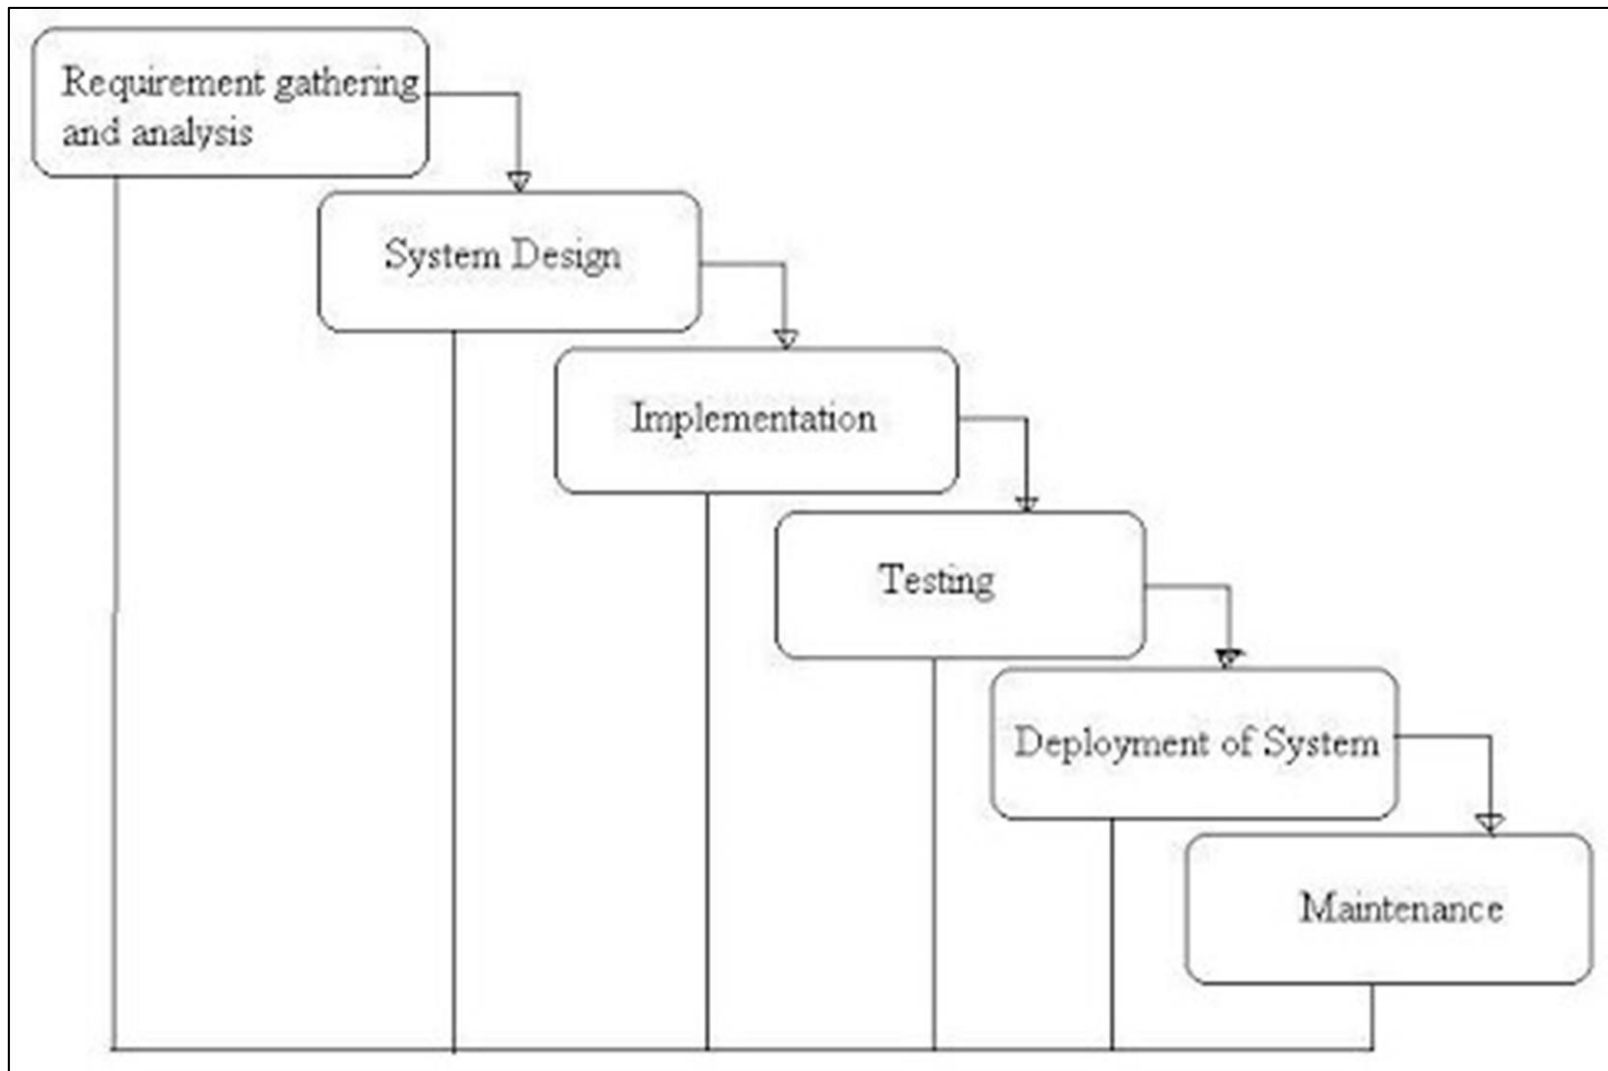 Requirement gathering
and analysis
System Design
Implementation
Testing
Deployment of System
Maintenance